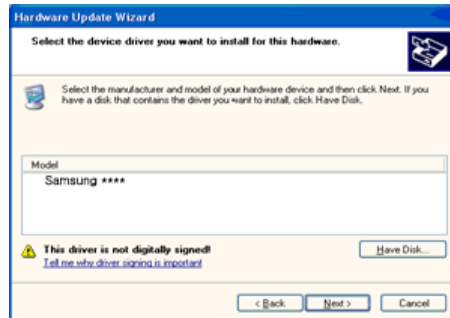 Hardware Update Wizard
Select the device driver you want to install for this hardware.
Select the manufacturer and model of your hardware device and then click Next. If you
have a disk that contains the driver you want to install, click Have Disk.
Model
Samsung ****
This driver is not digitally signed!
Have Disk...
Tell me why driver signing is important
< Back
Next >
Cancel